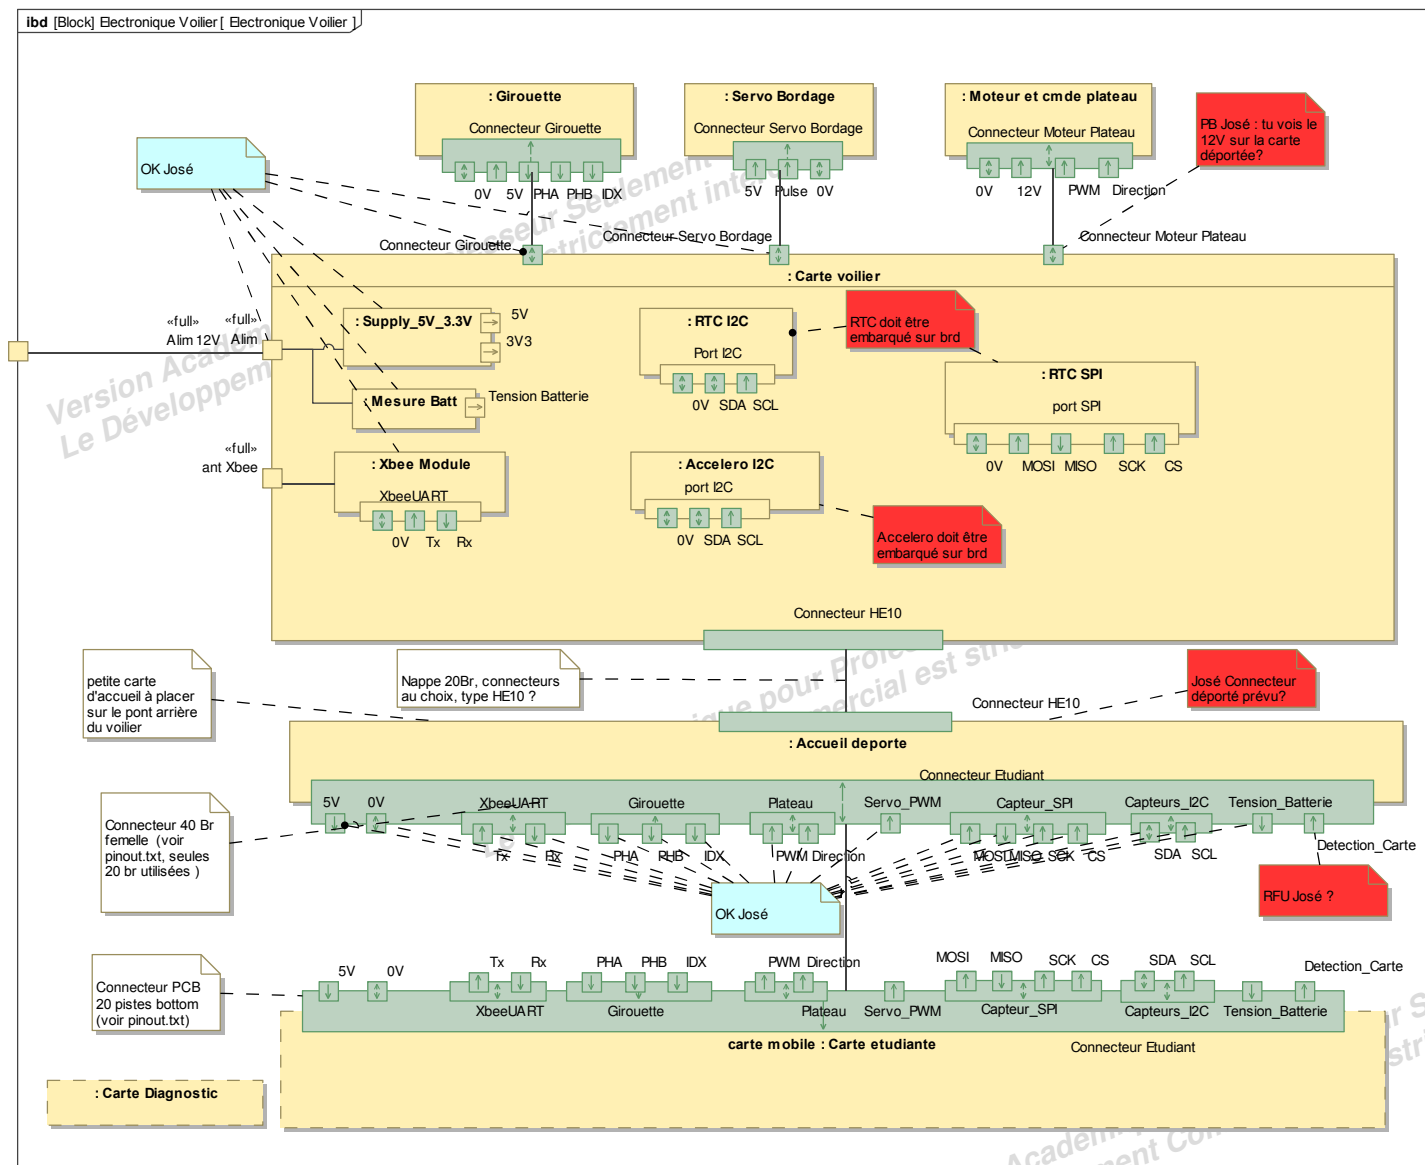 ibd [Block] Electronique Voilier [ Electronique Voilier ]
: Girouette
Connecteur Girouette
0V 5V PHA PHB IDX
: Servo Bordage
Connecteur Servo Bordage
5V Pulse 0V
: Moteur et cmde plateau
Connecteur Moteur Plateau
0V 12V PWM Direction
PB José : tu vois le
12V sur la carte
déportée?
OK José
Connecteur Girouette
Connecteur Servo Bordage
Connecteur Moteur Plateau
: Carte voilier
«full» «full»
Alim 12V Alim
: Supply_5V_3.3V
5V
3V3
: Mesure Batt
Tension Batterie
«full»
ant Xbee
: Xbee Module
XbeeUART
0V Tx Rx
: RTC I2C
Port I2C
0V SDA SCL
RTC doit être
embarqué sur brd
: RTC SPI
port SPI
0V MOSI MISO SCK CS
: Accelero I2C
port I2C
0V SDA SCL
Accelero doit être
embarqué sur brd
Connecteur HE10
petite carte
d'accueil à placer
sur le pont arrière
du voilier
Nappe 20Br, connecteurs
au choix, type HE10 ?
José Connecteur
déporté prévu?
Connecteur HE10
: Accueil deporte
Connecteur Etudiant
5V 0V XbeeUART Girouette Plateau Servo_PWM Capteur_SPI Capteurs_I2C Tension_Batterie
Tx Rx PHA PHB IDX PWM Direction MOSI MISO SCK CS SDA SCL Detection_Carte
Connecteur 40 Br
femelle (voir
pinout.txt, seules
20 br utilisées )
OK José
RFU José ?
Connecteur PCB
20 pistes bottom
(voir pinout.txt)
5V 0V Tx Rx PHA PHB IDX PWM Direction MOSI MISO SCK CS SDA SCL Detection_Carte
XbeeUART Girouette Plateau Servo_PWM Capteur_SPI Capteurs_I2C Tension_Batterie
carte mobile : Carte etudiante
Connecteur Etudiant
: Carte Diagnostic
Version Académ
Le Développem